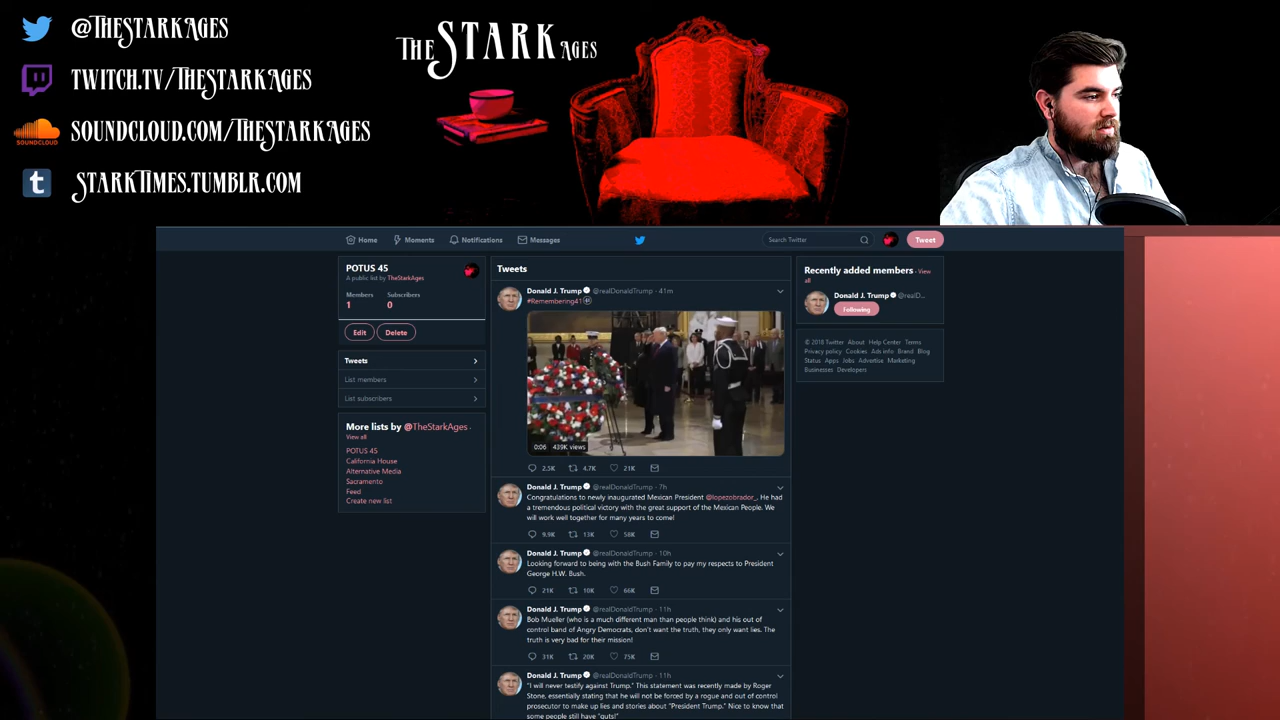 @TheStarkAges
twitch.tv/TheStarkAges
soundcloud.com/TheStarkAges
SOUNDCLOUD
StarkTimes.tumblr.com
The STARK Ages
Home
Moments
Notifications
Messages
Search Twitter
Tweet
POTUS 45
A public list by TheStarkAges
Members Subscribers
1 0
Edit Delete
Tweets
List members
List subscribers
More lists by @TheStarkAges ·
View all
POTUS 45
California House
Alternative Media
Sacramento
Feed
Create new list
Tweets
Donald J. Trump @realDonaldTrump · 41m
#Remembering41
0:06 439K views
2.5K 4.7K 21K
Donald J. Trump @realDonaldTrump · 7h
Congratulations to newly inaugurated Mexican President @lopezobrador_. He had
a tremendous political victory with the great support of the Mexican People. We
will work well together for many years to come!
9.9K 13K 58K
Donald J. Trump @realDonaldTrump · 10h
Looking forward to being with the Bush Family to pay my respects to President
George H.W. Bush.
21K 10K 66K
Donald J. Trump @realDonaldTrump · 11h
Bob Mueller (who is a much different man than people think) and his out of
control band of Angry Democrats, don't want the truth, they only want lies. The
truth is very bad for their mission!
31K 20K 75K
Donald J. Trump @realDonaldTrump · 11h
"I will never testify against Trump." This statement was recently made by Roger
Stone, essentially stating that he will not be forced by a rogue and out of control
prosecutor to make up lies and stories about "President Trump." Nice to know that
some people still have "guts!"
Recently added members · View
all
Donald J. Trump @realD...
Following
© 2018 Twitter About Help Center Terms
Privacy policy Cookies Ads info Brand Blog
Status Apps Jobs Advertise Marketing
Businesses Developers